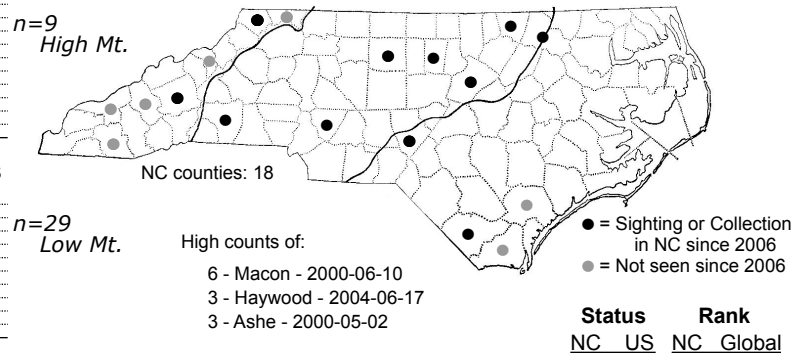 n=9
High Mt.
NC counties: 18
n=29
Low Mt.
High counts of:
6 - Macon - 2000-06-10
3 - Haywood - 2004-06-17
3 - Ashe - 2000-05-02
= Sighting or Collection
in NC since 2006
= Not seen since 2006
Status Rank
NC US NC Global